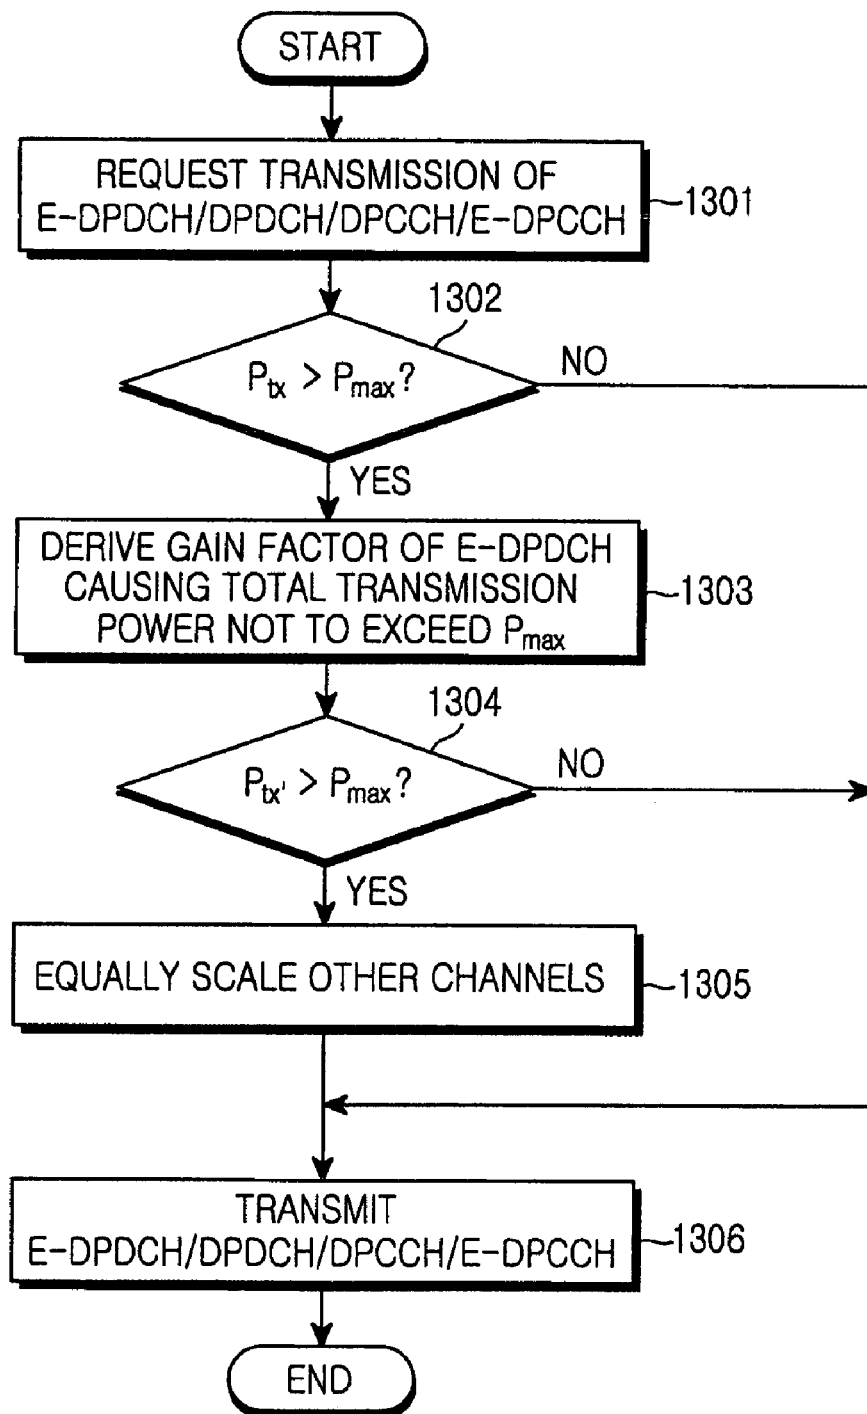 START
REQUEST TRANSMISSION OF
E-DPDCH/DPDCH/DPCCH/E-DPCCH
1301
1302
Ptx > Pmax?
NO
YES
DERIVE GAIN FACTOR OF E-DPDCH
CAUSING TOTAL TRANSMISSION
POWER NOT TO EXCEED Pmax
1303
1304
Ptx' > Pmax?
NO
YES
EQUALLY SCALE OTHER CHANNELS
1305
TRANSMIT
E-DPDCH/DPDCH/DPCCH/E-DPCCH
1306
END